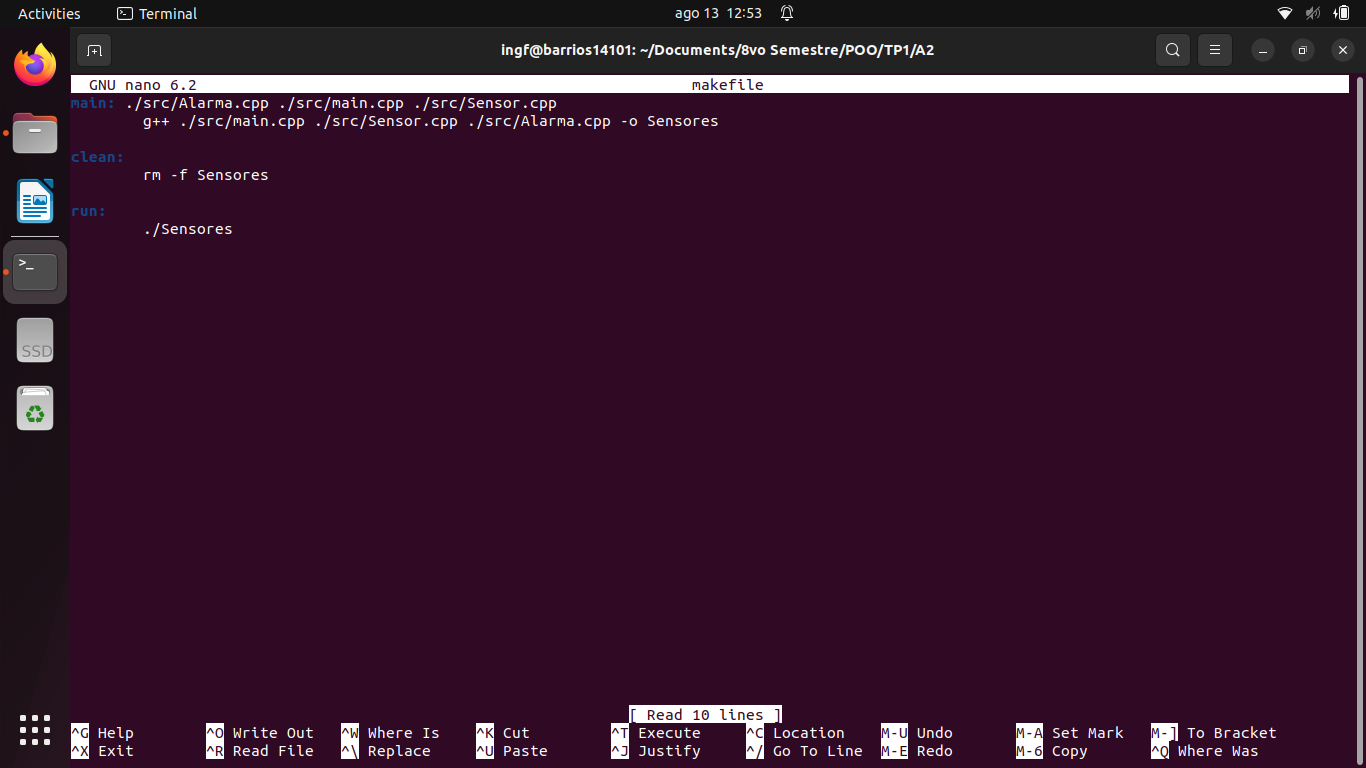 Activities Terminal ago 13 12:53
ingf@barrios14101: ~/Documents/8vo Semestre/POO/TP1/A2
GNU nano 6.2 makefile
main: ./src/Alarma.cpp ./src/main.cpp ./src/Sensor.cpp
g++ ./src/main.cpp ./src/Sensor.cpp ./src/Alarma.cpp -o Sensores
clean:
rm -f Sensores
run:
./Sensores
>_
SSD
[ Read 10 lines ]
^G Help ^O Write Out ^W Where Is ^K Cut ^T Execute ^C Location M-U Undo M-A Set Mark M-] To Bracket
^X Exit ^R Read File ^\ Replace ^U Paste ^J Justify ^/ Go To Line M-E Redo M-6 Copy ^Q Where Was